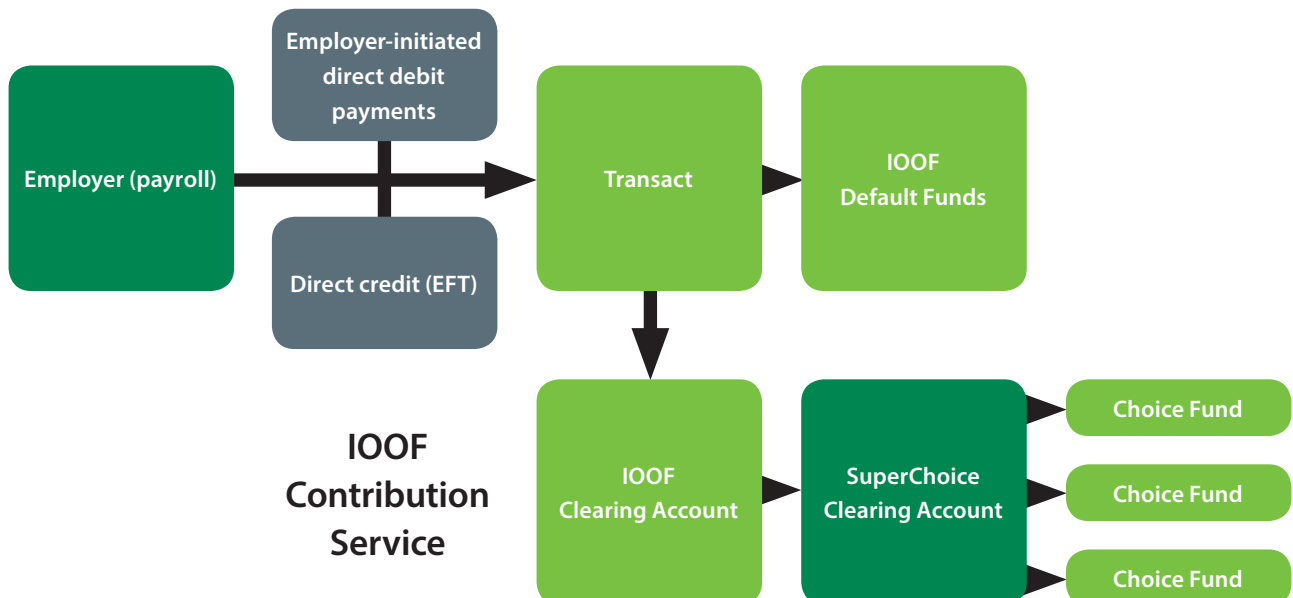 Employer-initiated
direct debit
payments
Employer (payroll)
Transact
IOOF
Default Funds
Direct credit (EFT)
IOOF
Contribution
Service
IOOF
Clearing Account
SuperChoice
Clearing Account
Choice Fund
Choice Fund
Choice Fund